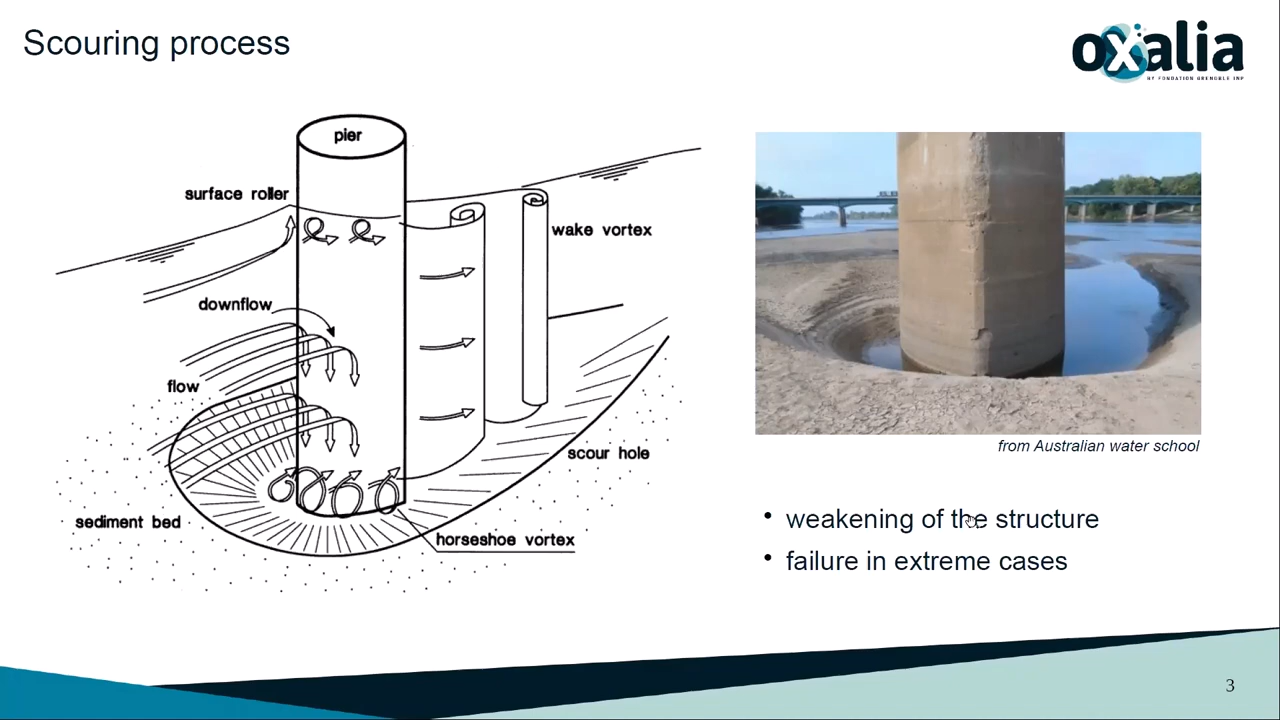 Scouring process
oxalia
BY FONDATION GRENOBLE INP
pier
surface roller
wake vortex
downflow
flow
scour hole
sediment bed
horseshoe vortex
from Australian water school
• weakening of the structure
• failure in extreme cases
3